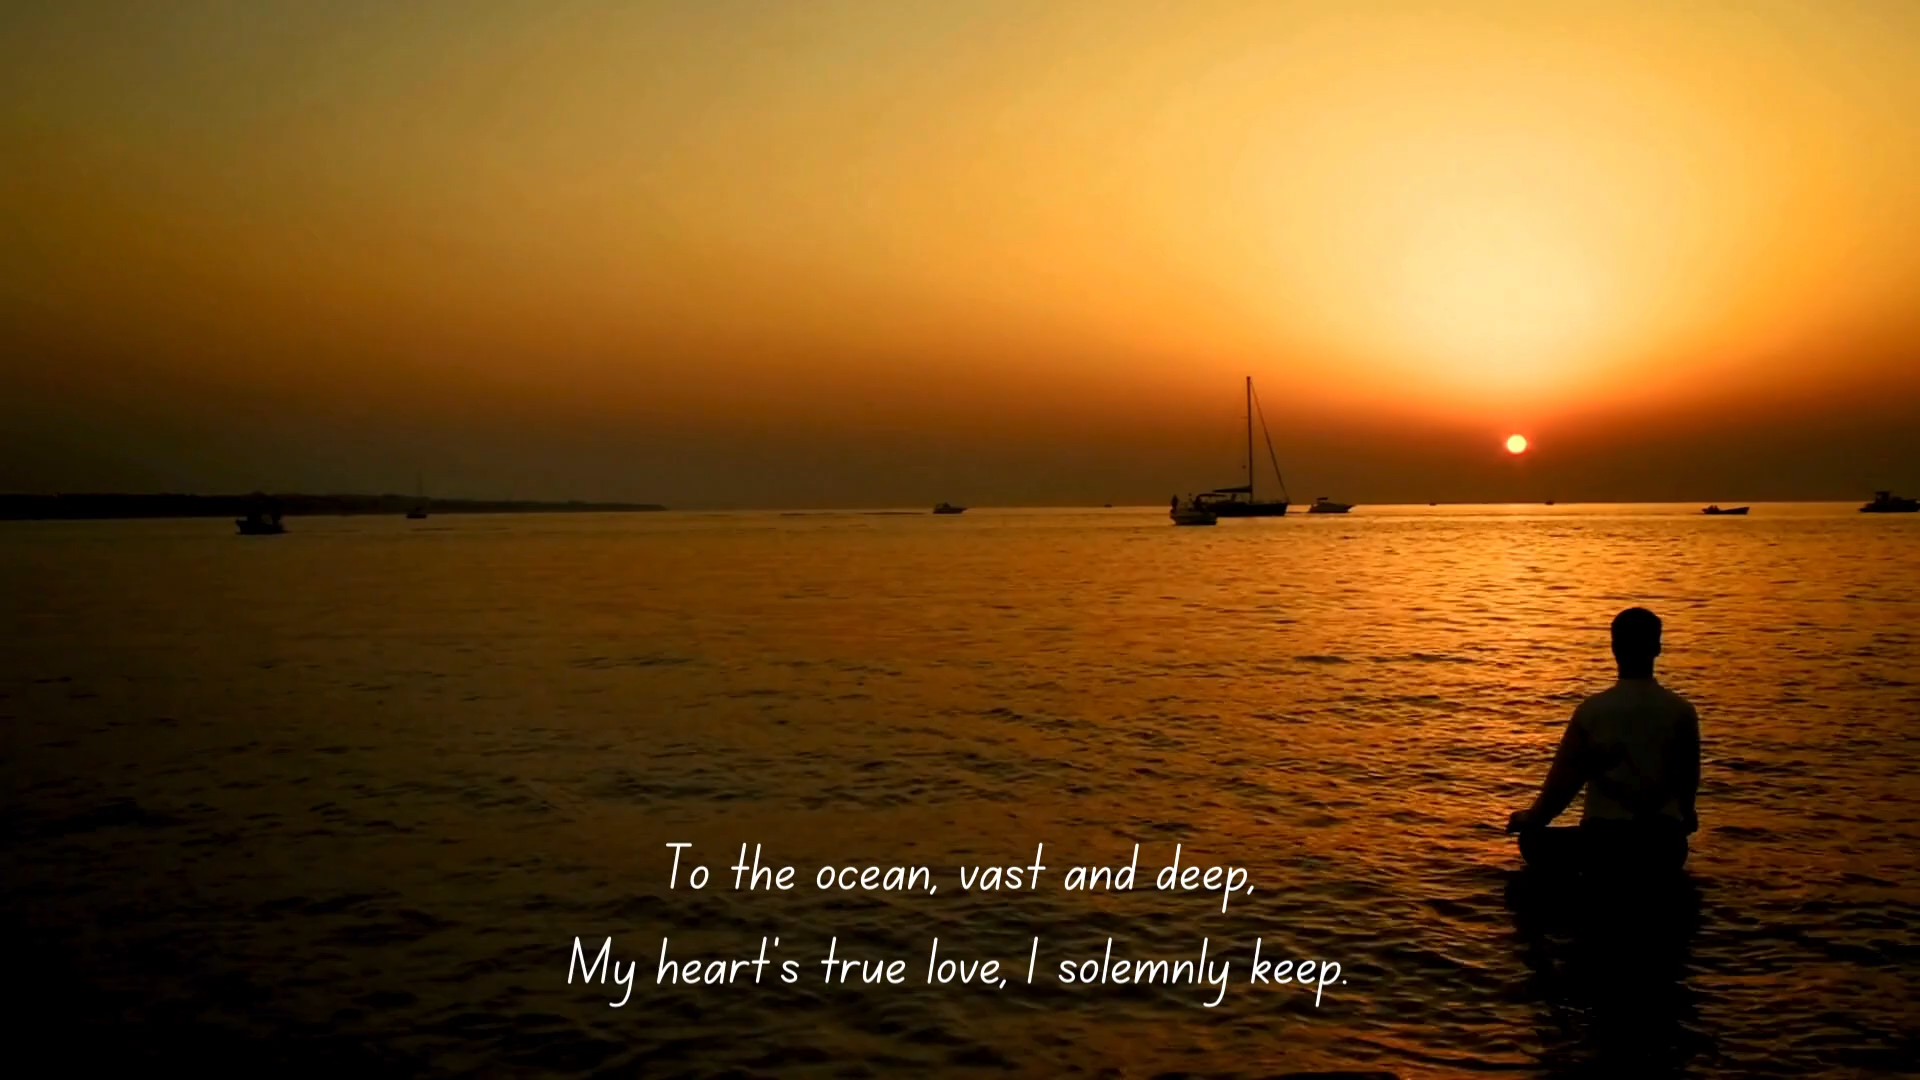 To the ocean, vast and deep,
My heart's true love, I solemnly keep.